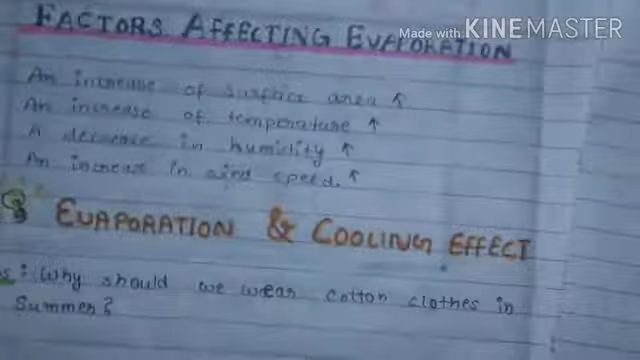 FACTORS AFFECTING EVAPORATION
Made with KINEMASTER
An increase of surface area ↑
An increase of temperature ↑
A decrease in humidity ↑
An increase in wind speed. ↑
EVAPORATION & COOLING EFFECT
: Why should we wear cotton clothes in
Summer?